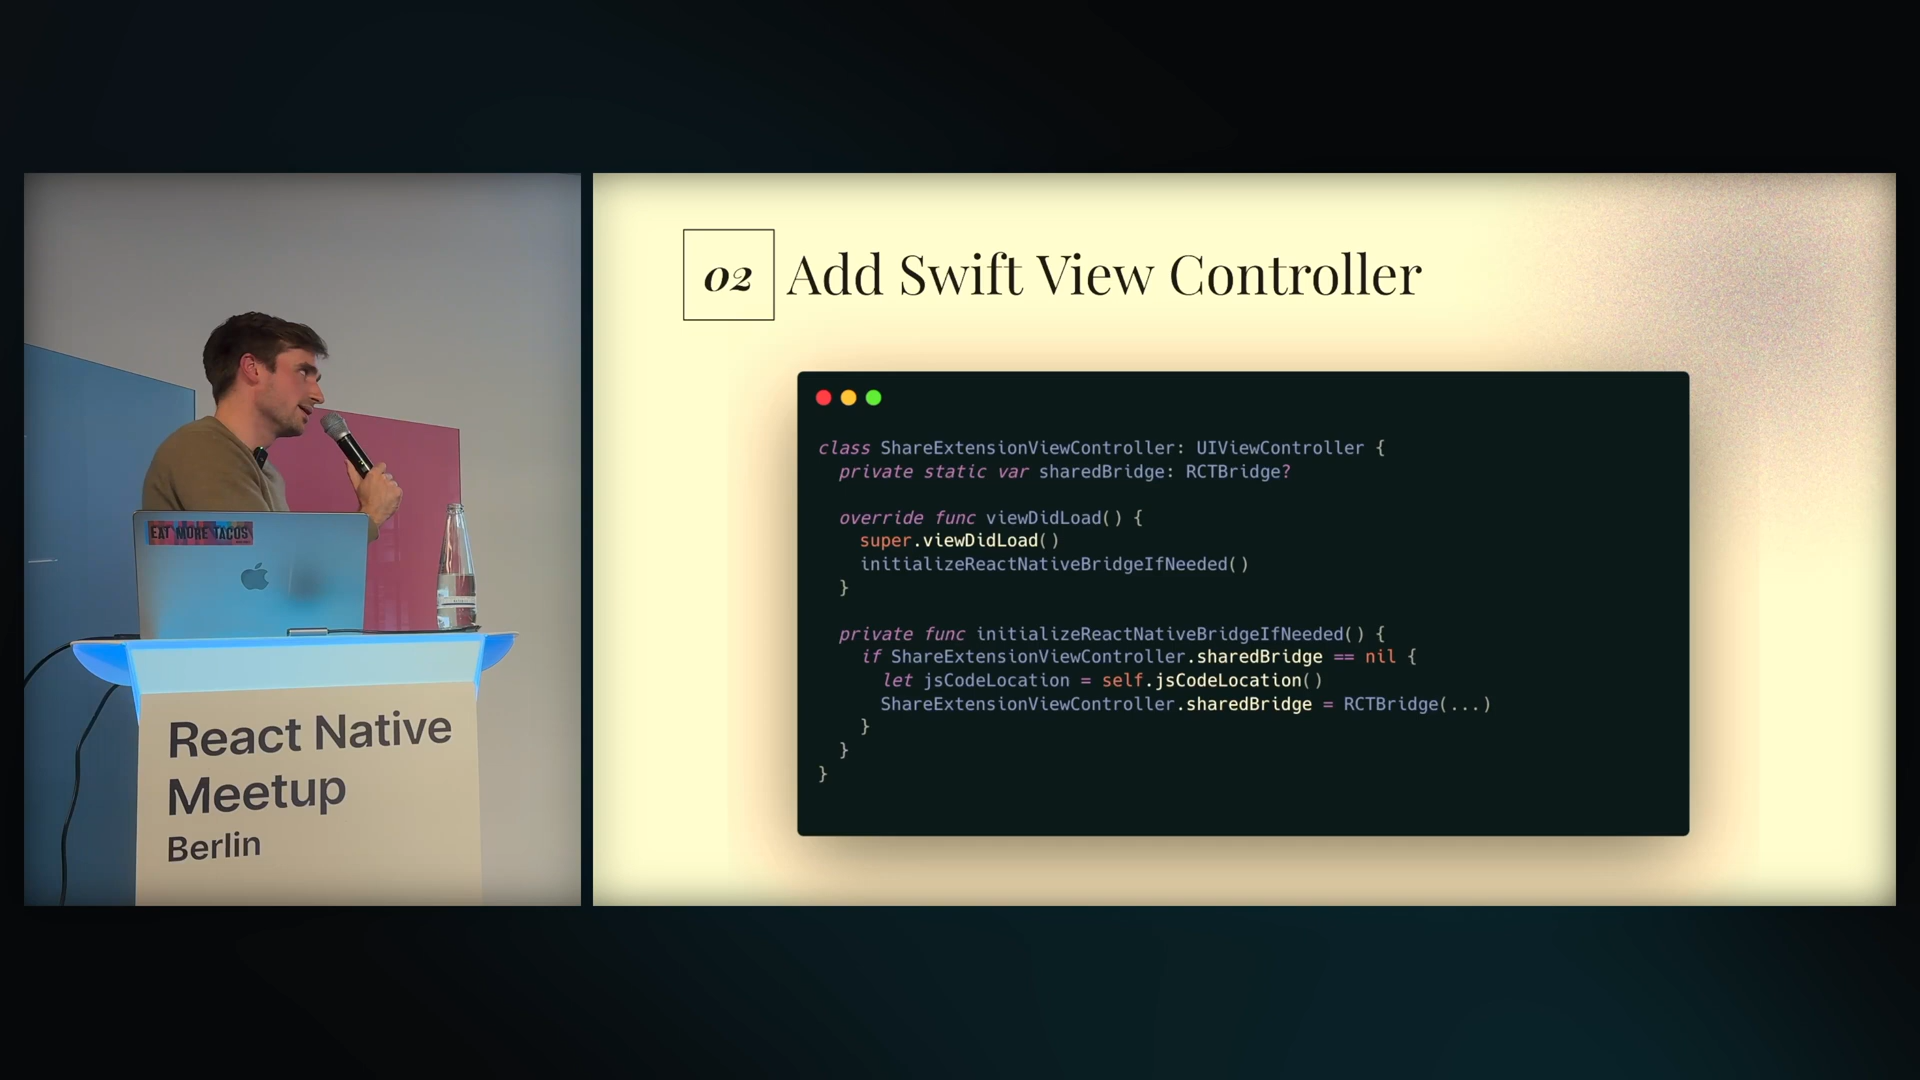 EAT MORE TACOS
React Native
Meetup
Berlin
02 Add Swift View Controller
class ShareExtensionViewController: UIViewController {
  private static var sharedBridge: RCTBridge?

  override func viewDidLoad() {
    super.viewDidLoad()
    initializeReactNativeBridgeIfNeeded()
  }

  private func initializeReactNativeBridgeIfNeeded() {
    if ShareExtensionViewController.sharedBridge == nil {
      let jsCodeLocation = self.jsCodeLocation()
      ShareExtensionViewController.sharedBridge = RCTBridge(...)
    }
  }
}